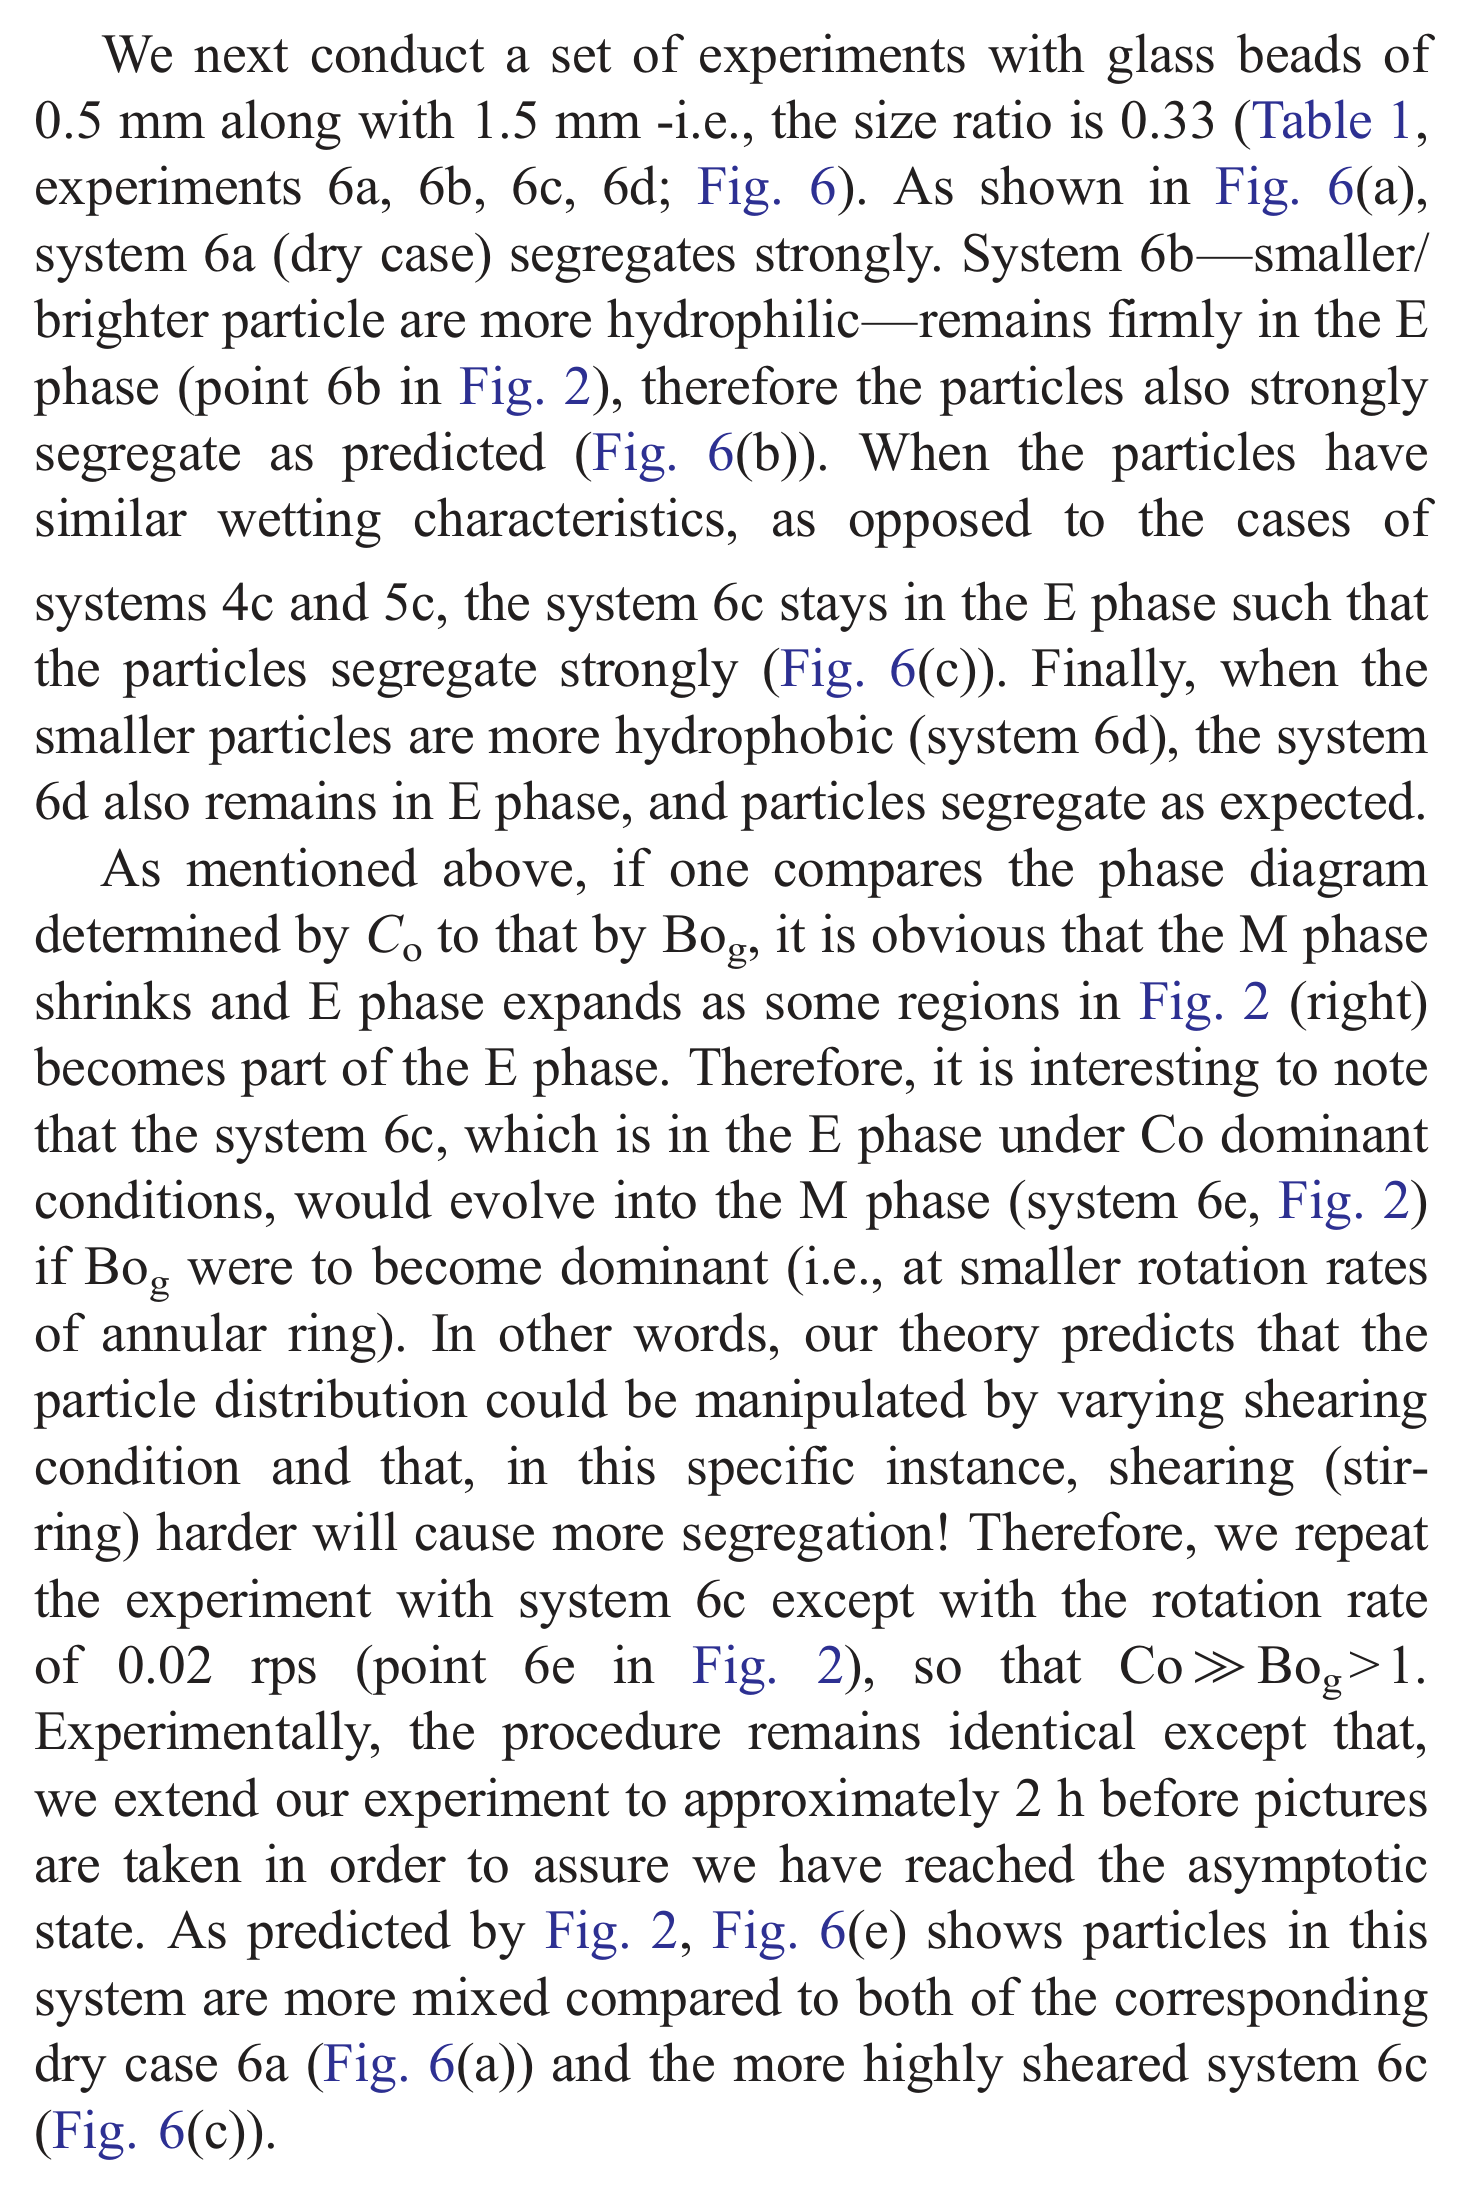 We next conduct a set of experiments with glass beads of
0.5 mm along with 1.5 mm -i.e., the size ratio is 0.33 (Table 1,
experiments 6a, 6b, 6c, 6d; Fig. 6). As shown in Fig. 6(a),
system 6a (dry case) segregates strongly. System 6b—smaller/
brighter particle are more hydrophilic—remains firmly in the E
phase (point 6b in Fig. 2), therefore the particles also strongly
segregate as predicted (Fig. 6(b)). When the particles have
similar wetting characteristics, as opposed to the cases of
systems 4c and 5c, the system 6c stays in the E phase such that
the particles segregate strongly (Fig. 6(c)). Finally, when the
smaller particles are more hydrophobic (system 6d), the system
6d also remains in E phase, and particles segregate as expected.
As mentioned above, if one compares the phase diagram
determined by Cₒ to that by Bo_g, it is obvious that the M phase
shrinks and E phase expands as some regions in Fig. 2 (right)
becomes part of the E phase. Therefore, it is interesting to note
that the system 6c, which is in the E phase under Co dominant
conditions, would evolve into the M phase (system 6e, Fig. 2)
if Bo_g were to become dominant (i.e., at smaller rotation rates
of annular ring). In other words, our theory predicts that the
particle distribution could be manipulated by varying shearing
condition and that, in this specific instance, shearing (stir-
ring) harder will cause more segregation! Therefore, we repeat
the experiment with system 6c except with the rotation rate
of 0.02 rps (point 6e in Fig. 2), so that Co ≫ Bo_g > 1.
Experimentally, the procedure remains identical except that,
we extend our experiment to approximately 2 h before pictures
are taken in order to assure we have reached the asymptotic
state. As predicted by Fig. 2, Fig. 6(e) shows particles in this
system are more mixed compared to both of the corresponding
dry case 6a (Fig. 6(a)) and the more highly sheared system 6c
(Fig. 6(c)).